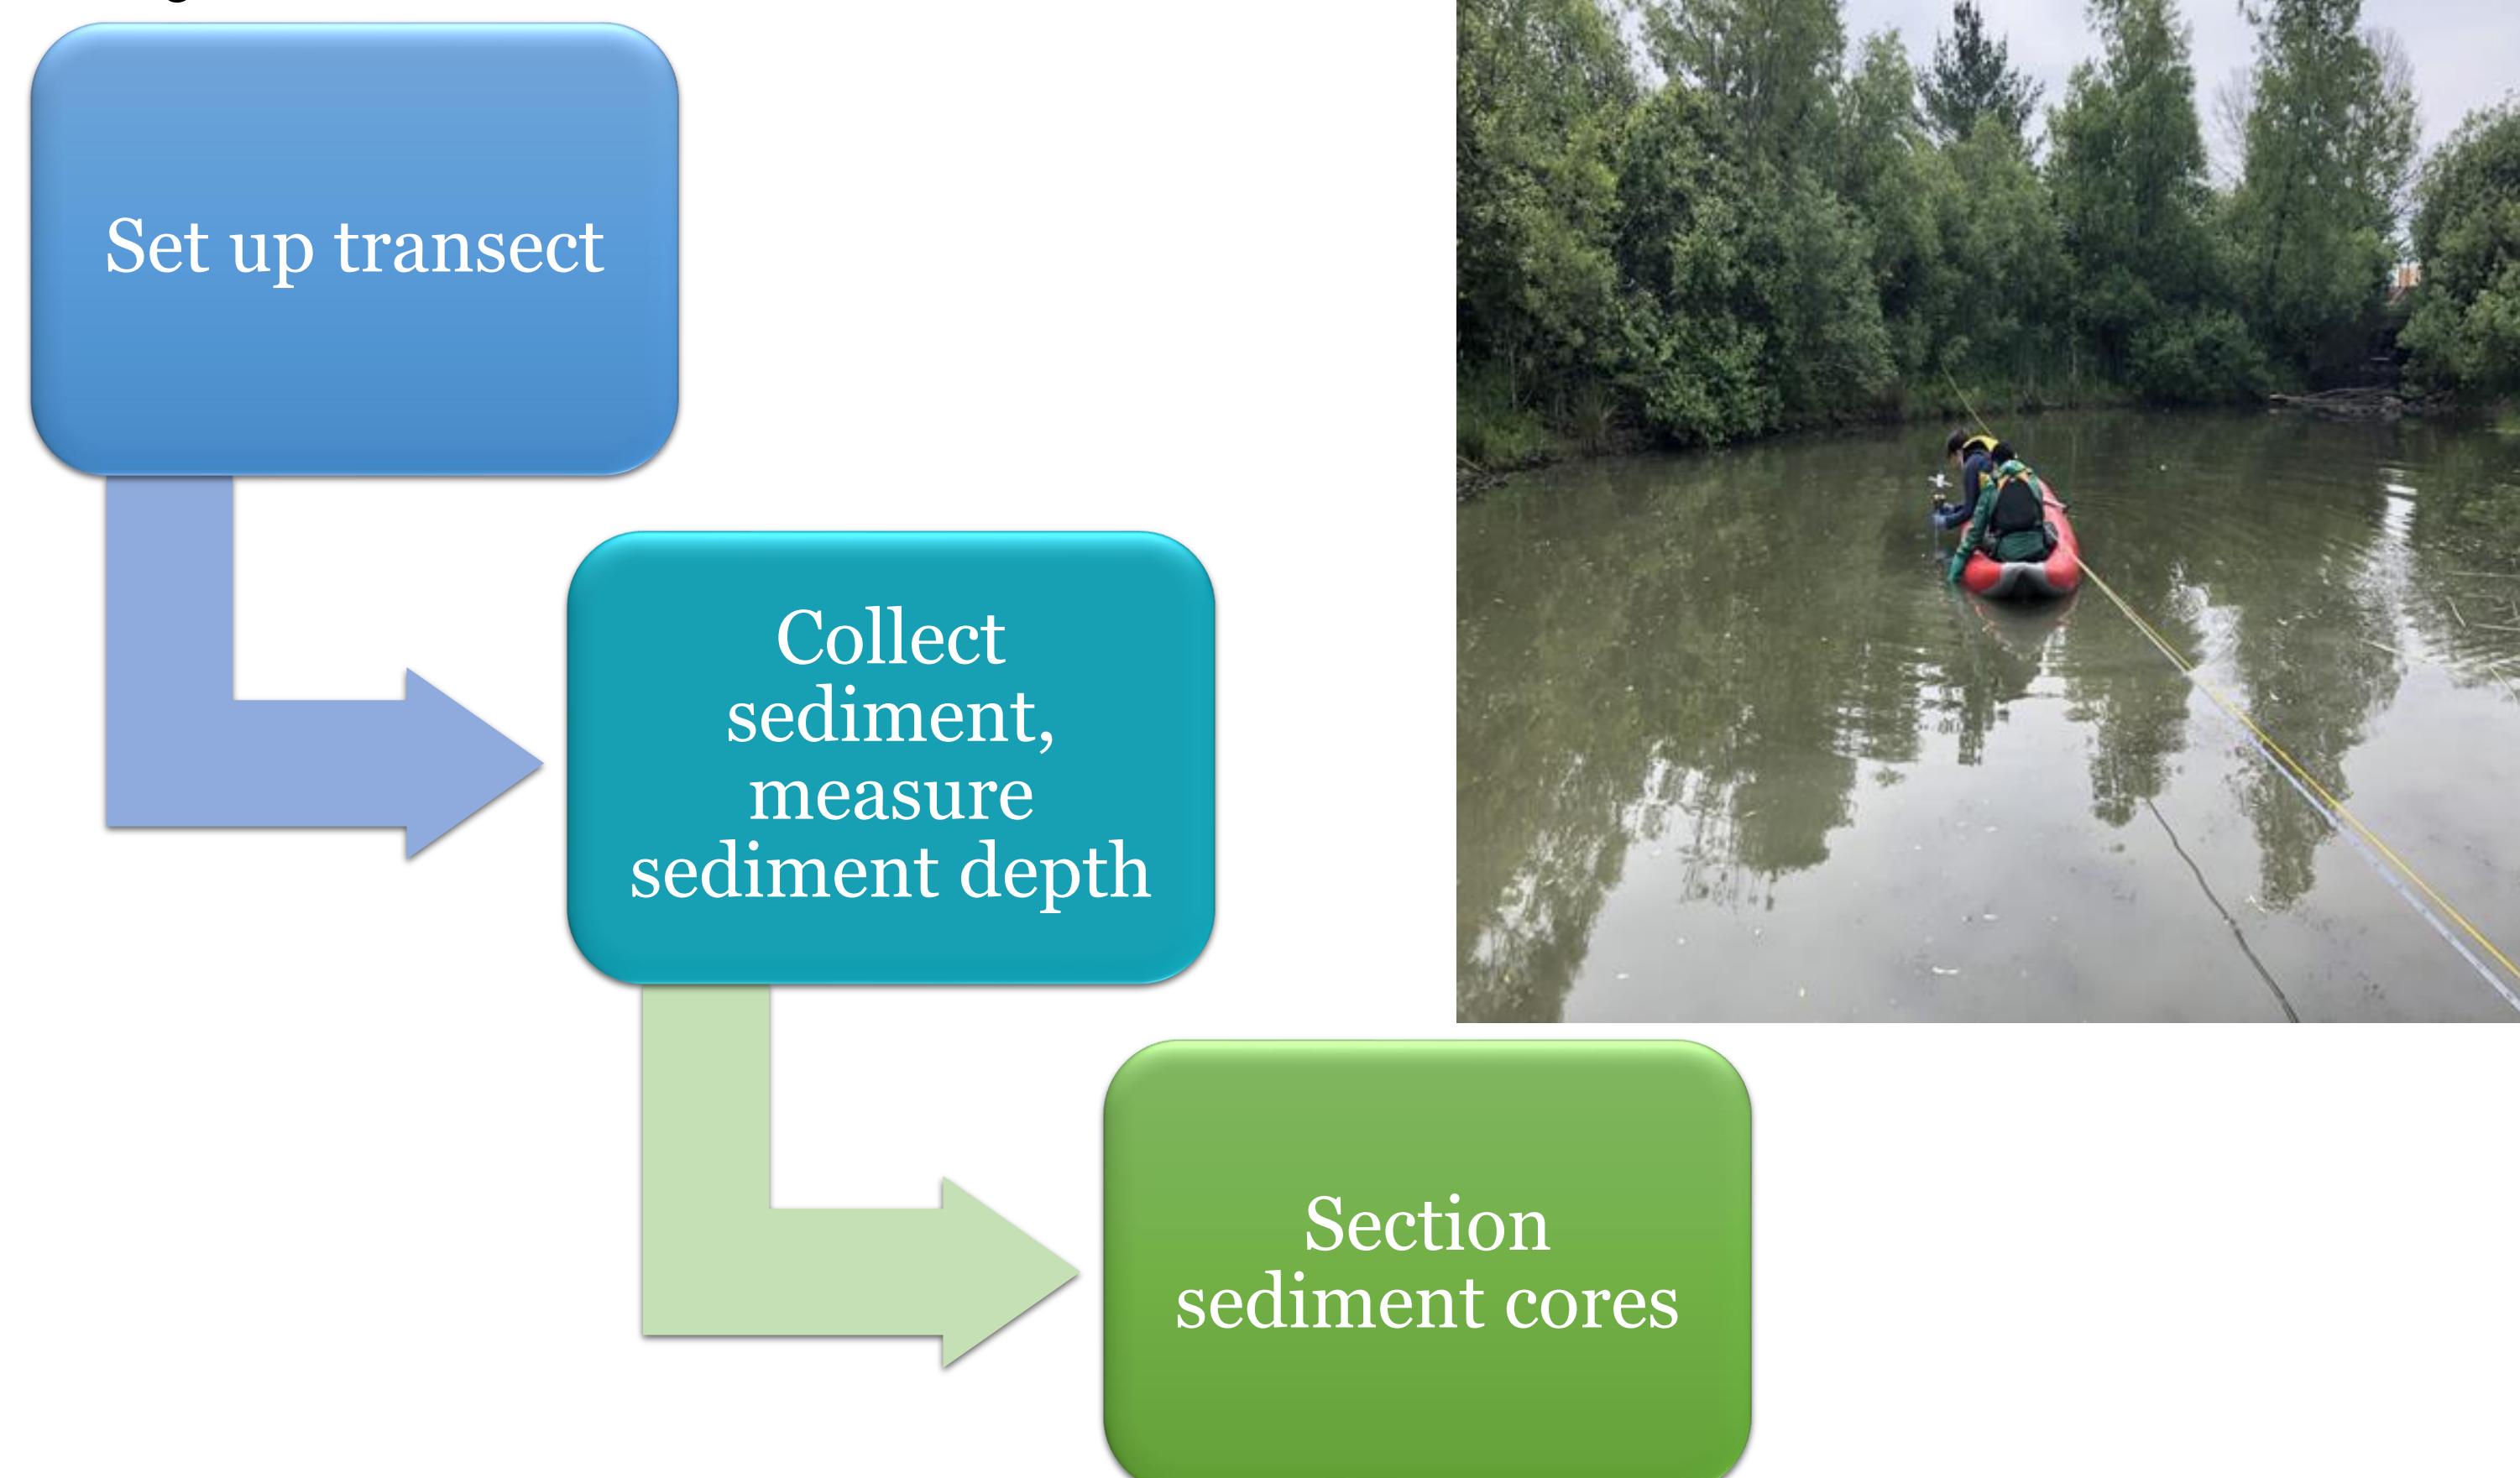 Set up transect
Collect
sediment,
measure
sediment depth
Section
sediment cores